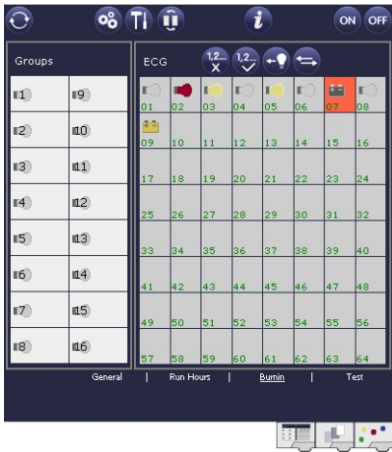 ON OFF
Groups
ECG 1,2... 1,2...
1 9
01 02 03 04 05 06 07 08
2 10
09 10 11 12 13 14 15 16
3 11
17 18 19 20 21 22 23 24
4 12
25 26 27 28 29 30 31 32
5 13
33 34 35 36 37 38 39 40
6 14
41 42 43 44 45 46 47 48
7 15
49 50 51 52 53 54 55 56
8 16
57 58 59 60 61 62 63 64
General | Run Hours | Burnin | Test